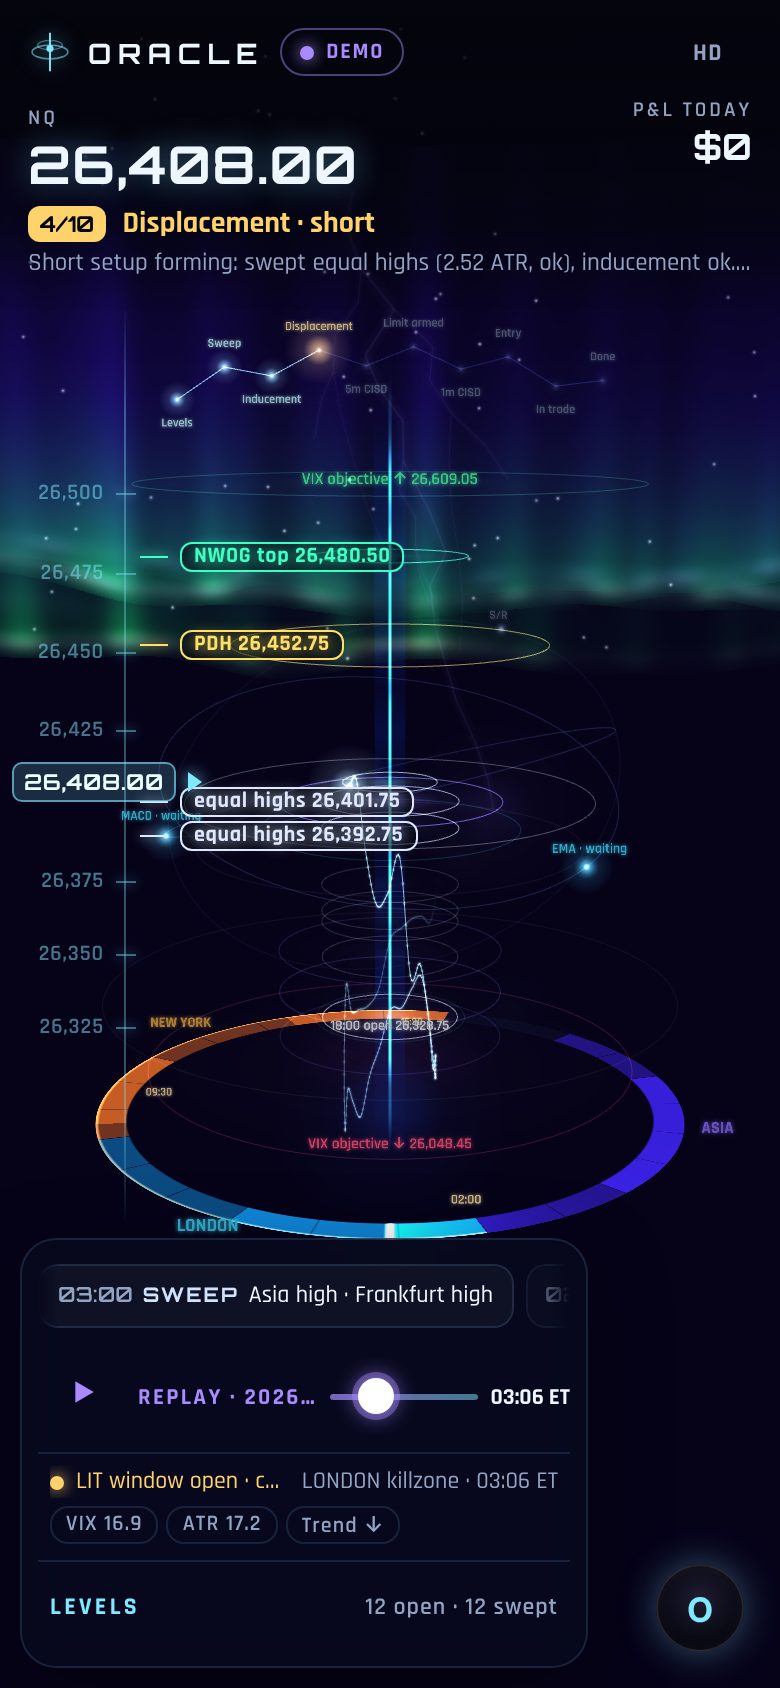 ORACLE
DEMO
HD
NQ
P&L TODAY
26,408.00
$0
4/10 Displacement · short
Short setup forming: swept equal highs (2.52 ATR, ok), inducement ok....
Displacement
Limit armed
Sweep
Entry
Done
5m CISD
1m CISD
Inducement
In trade
Levels
VIX objective ↑ 26,609.05
26,500
NWOG top 26,480.50
26,475
S/R
PDH 26,452.75
26,450
26,425
26,408.00
equal highs 26,401.75
MACD · waiting
equal highs 26,392.75
EMA · waiting
26,375
26,350
NEW YORK
18:00 open
26,325
09:30
ASIA
VIX objective ↓ 26,048.45
02:00
LONDON
03:00 SWEEP Asia high · Frankfurt high
REPLAY · 2026... 03:06 ET
LIT window open · c... LONDON killzone · 03:06 ET
VIX 16.9 ATR 17.2 Trend ↓
LEVELS 12 open · 12 swept
O